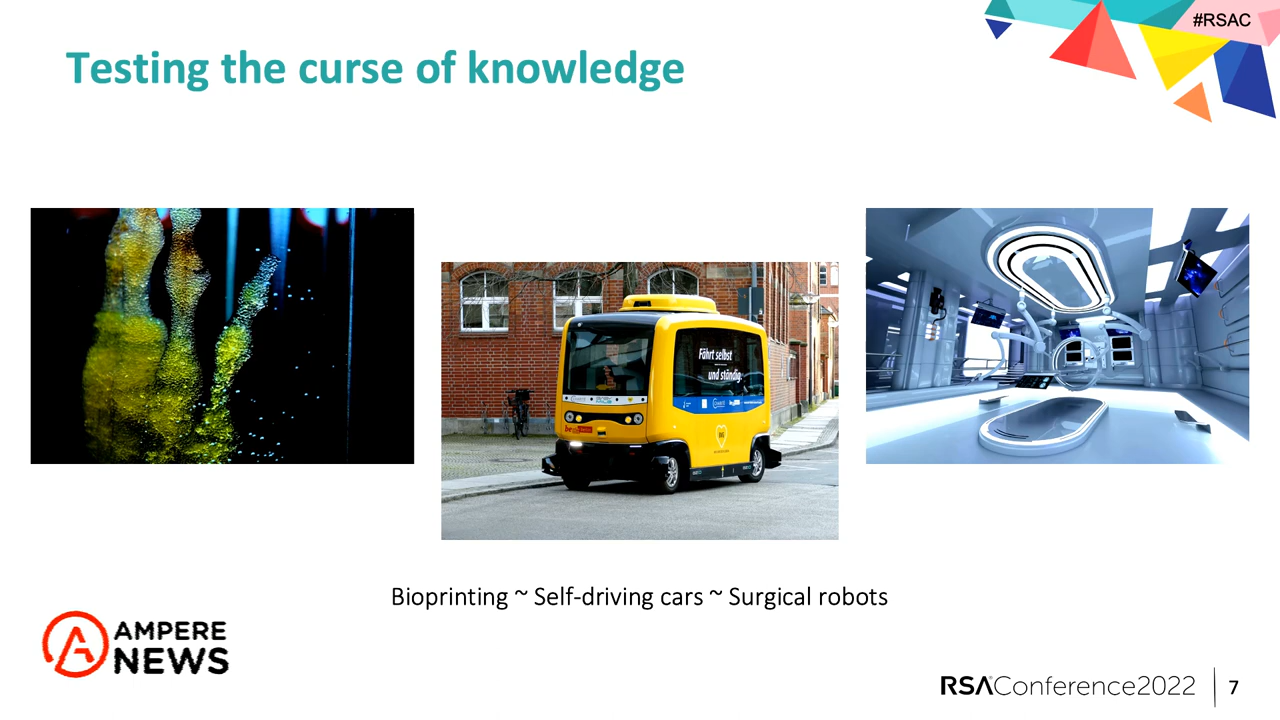 #RSAC
Testing the curse of knowledge
Fährt selbst
und ständig.
Bioprinting ~ Self-driving cars ~ Surgical robots
AMPERE
NEWS
RSAConference2022
7